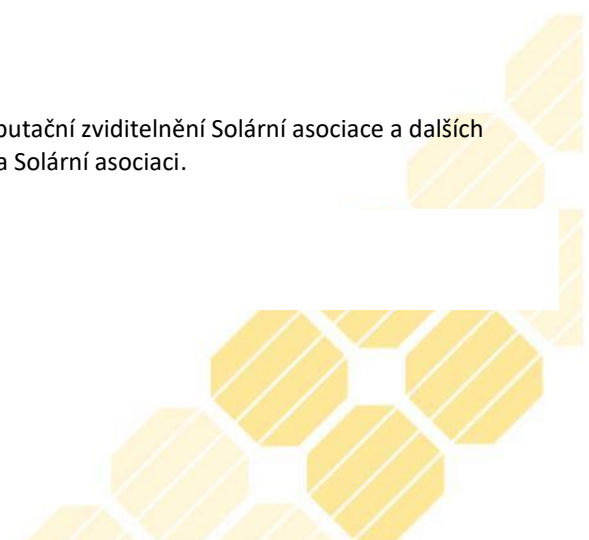 putační zviditelnění Solární asociace a dalších
a Solární asociaci.